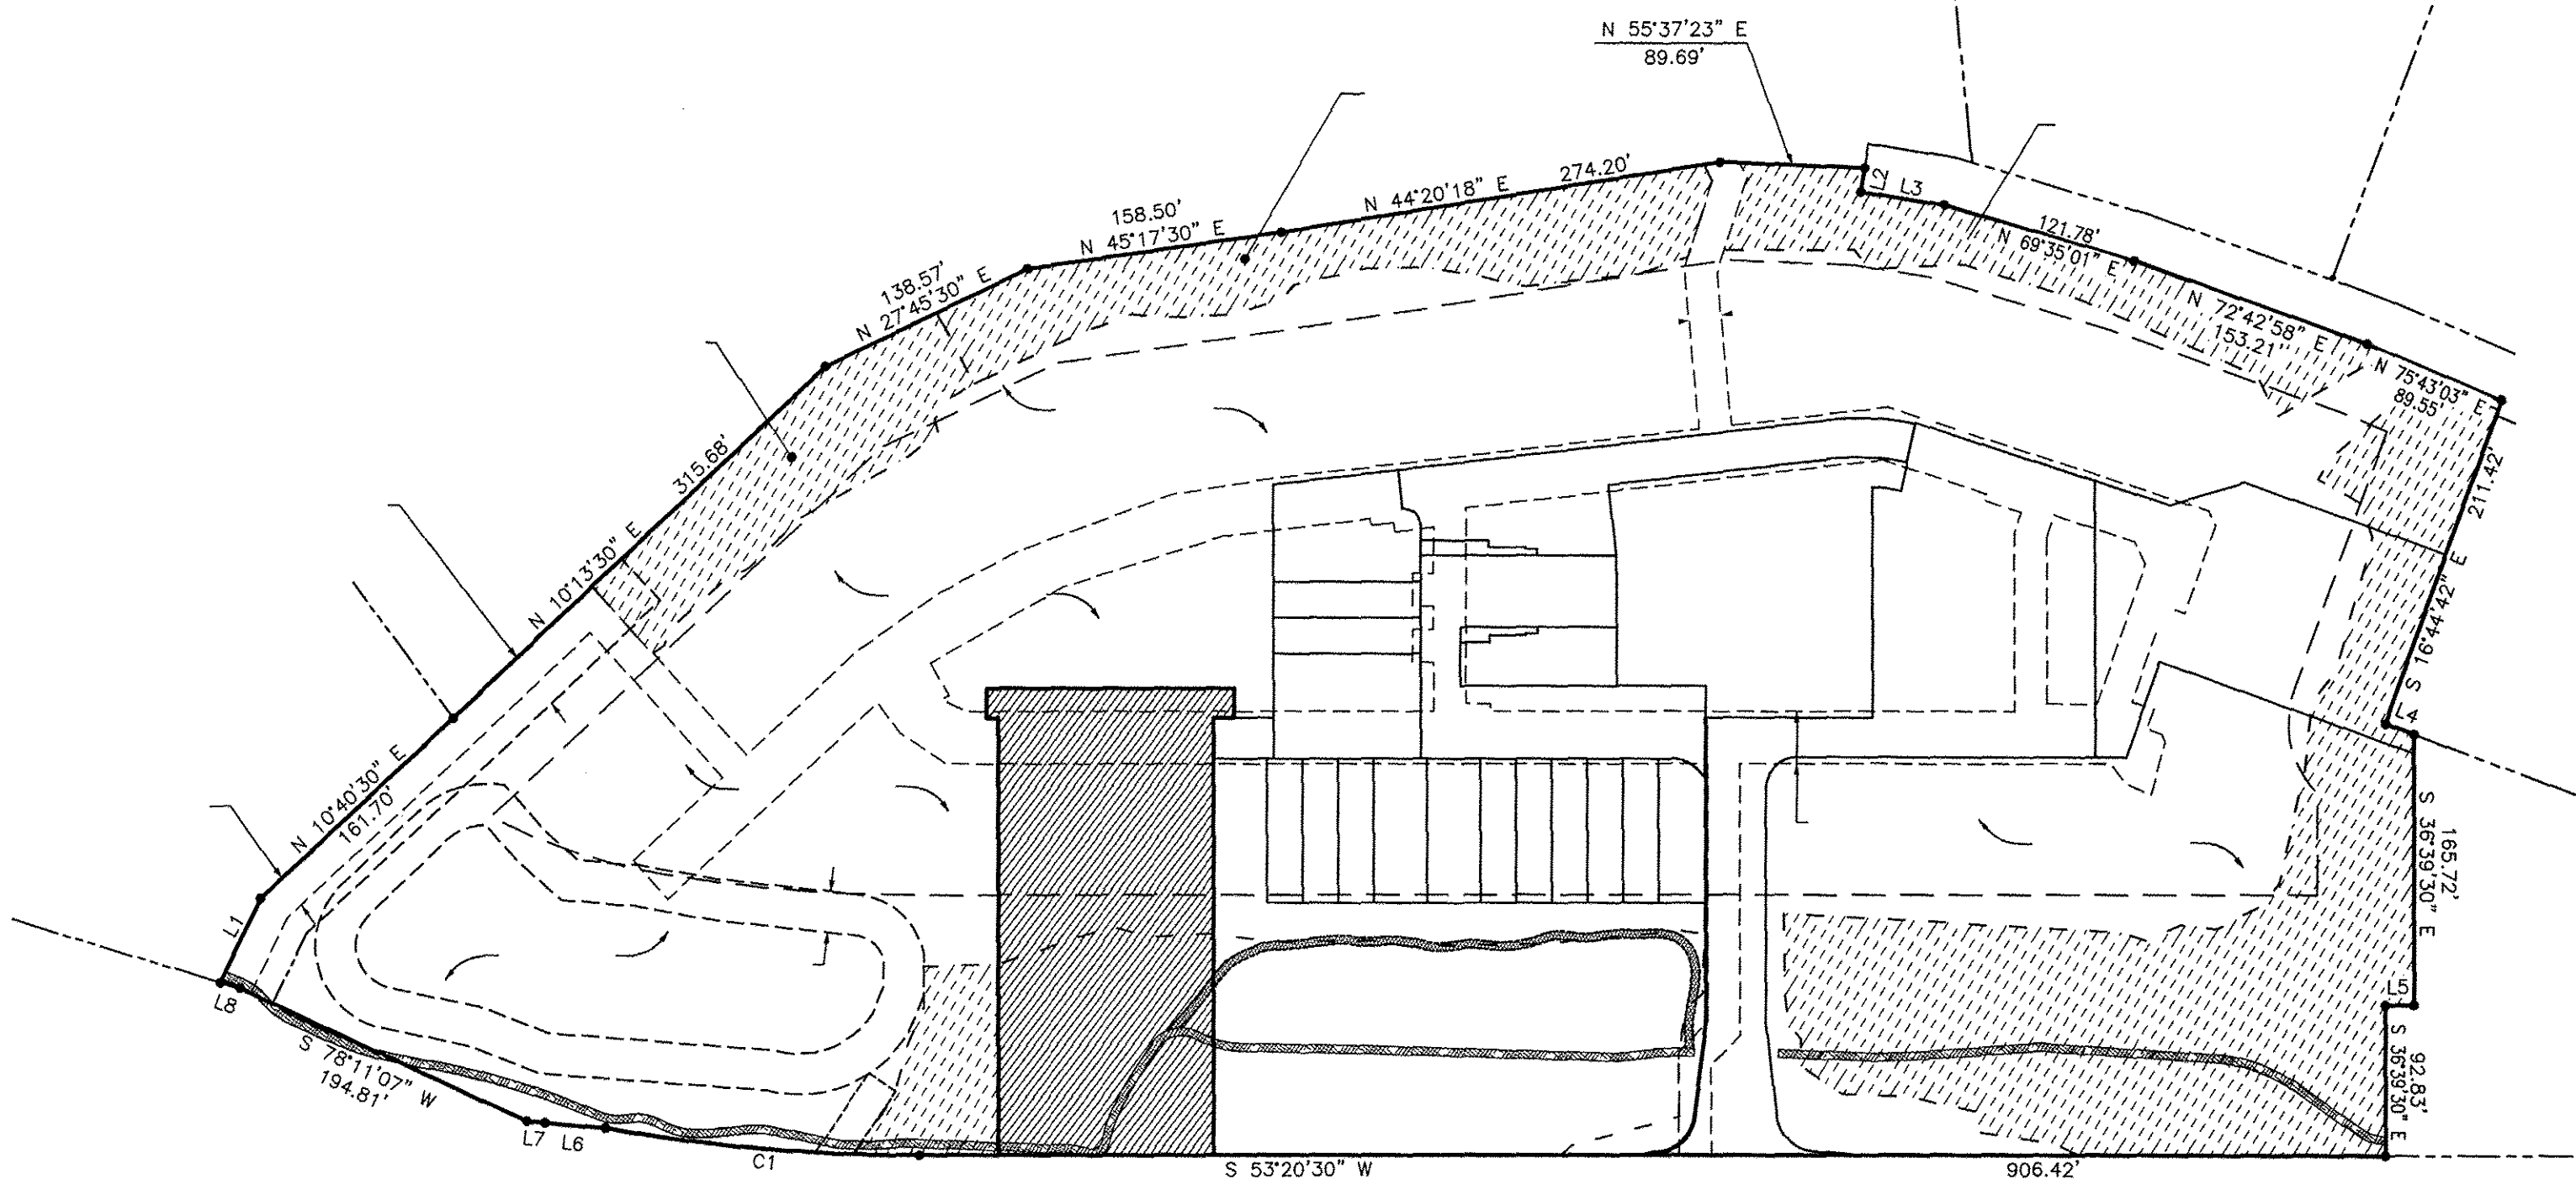 N 55°37'23" E
89.69'
274.20'
N 44°20'18" E
158.50'
N 45°17'30" E
138.57'
N 27°45'30" E
L2
L3
121.78'
N 69°35'01" E
N 72°42'58" E
153.21'
N 75°43'03" E
89.55'
211.42'
S 16°44'42" E
L4
165.72'
S 36°39'30" E
L5
92.83'
S 36°39'30" E
315.68'
N 10°13'30" E
N 10°40'30" E
161.70'
L1
L8
S 78°11'07" W
194.81'
L7
L6
C1
S 53°20'30" W
906.42'